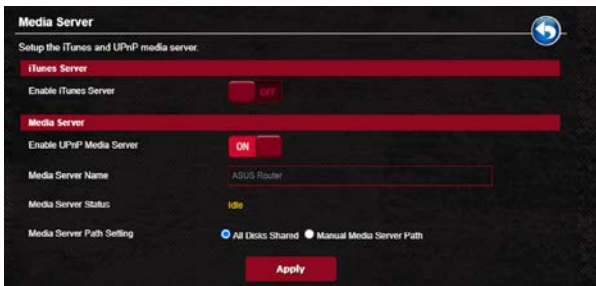 Media Server
Setup the iTunes and UPnP media server.
iTunes Server
Enable iTunes Server OFF
Media Server
Enable UPnP Media Server ON
Media Server Name ASUS Router
Media Server Status Idle
Media Server Path Setting All Disks Shared Manual Media Server Path
Apply